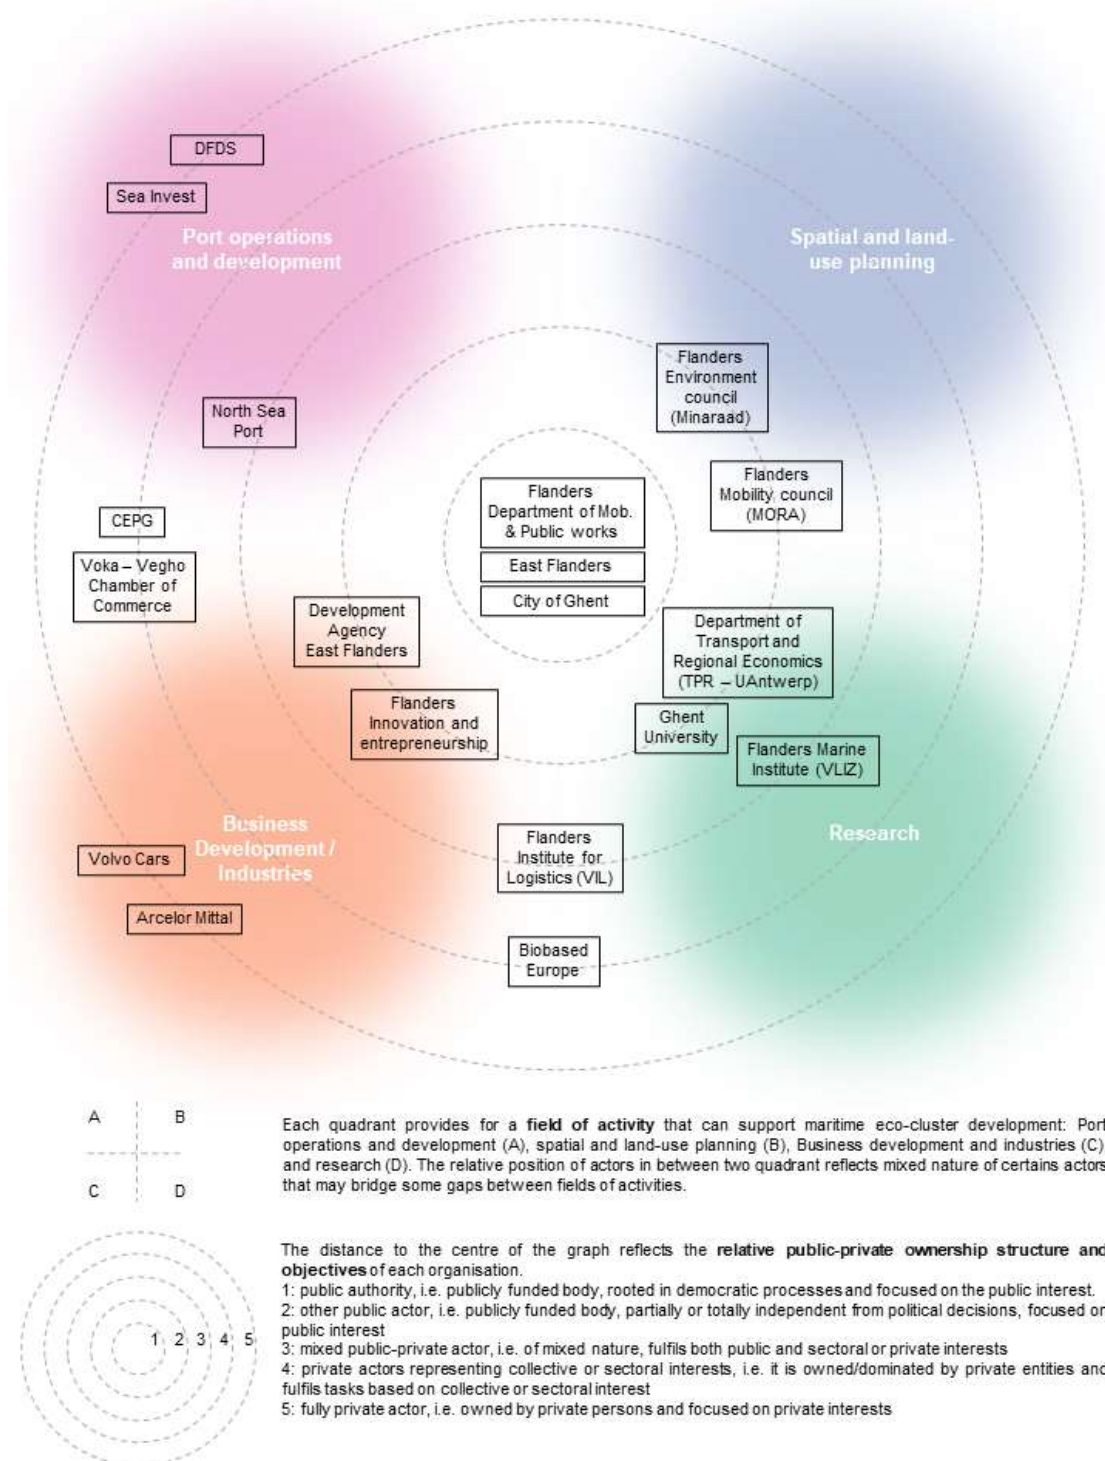 DFDS
Sea Invest
Port operations
and development
Spatial and land-
use planning
Flanders
Environment
council
(Minaraad)
North Sea
Port
Flanders
Mobility council
(MORA)
Flanders
Department of Mob.
& Public works
East Flanders
City of Ghent
CEPG
Voka – Vegho
Chamber of
Commerce
Development
Agency
East Flanders
Department of
Transport and
Regional Economics
(TPR – UAntwerp)
Flanders
Innovation and
entrepreneurship
Ghent
University
Flanders Marine
Institute (VLIZ)
Business
Development /
Industries
Research
Volvo Cars
Flanders
Institute for
Logistics (VIL)
Arcelor Mittal
Biobased
Europe
A B
C D
Each quadrant provides for a field of activity that can support maritime eco-cluster development: Port
operations and development (A), spatial and land-use planning (B), Business development and industries (C)
and research (D). The relative position of actors in between two quadrant reflects mixed nature of certains actors
that may bridge some gaps between fields of activities.
1 2 3 4 5
The distance to the centre of the graph reflects the relative public-private ownership structure and
objectives of each organisation.
1: public authority, i.e. publicly funded body, rooted in democratic processes and focused on the public interest.
2: other public actor, i.e. publicly funded body, partially or totally independent from political decisions, focused on
public interest
3: mixed public-private actor, i.e. of mixed nature, fulfils both public and sectoral or private interests
4: private actors representing collective or sectoral interests, i.e. it is owned/dominated by private entities and
fulfils tasks based on collective or sectoral interest
5: fully private actor, i.e. owned by private persons and focused on private interests